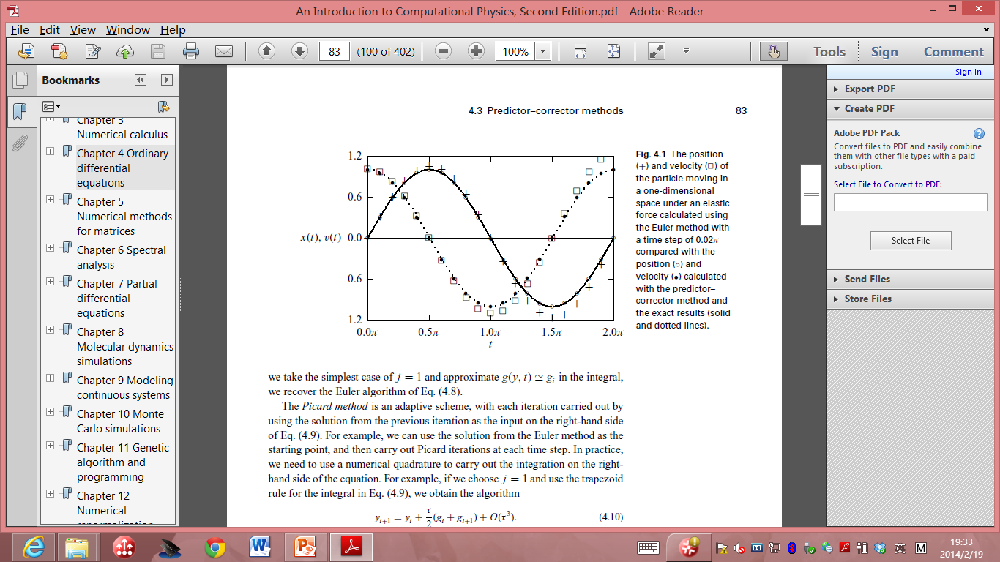 An Introduction to Computational Physics, Second Edition.pdf - Adobe Reader
File Edit View Window Help
83 (100 of 402) 100% Tools Sign Comment
Sign In
Bookmarks
Chapter 3
Numerical calculus
Chapter 4 Ordinary
differential
equations
Chapter 5
Numerical methods
for matrices
Chapter 6 Spectral
analysis
Chapter 7 Partial
differential
equations
Chapter 8
Molecular dynamics
simulations
Chapter 9 Modeling
continuous systems
Chapter 10 Monte
Carlo simulations
Chapter 11 Genetic
algorithm and
programming
Chapter 12
Numerical
4.3 Predictor–corrector methods 83
1.2
0.6
x(t), v(t) 0.0
−0.6
−1.2
0.0π 0.5π 1.0π 1.5π 2.0π
t
Fig. 4.1 The position
(+) and velocity (□) of
the particle moving in
a one-dimensional
space under an elastic
force calculated using
the Euler method with
a time step of 0.02π
compared with the
position (○) and
velocity (●) calculated
with the predictor–
corrector method and
the exact results (solid
and dotted lines).
we take the simplest case of j = 1 and approximate g(y, t) ≃ gᵢ in the integral,
we recover the Euler algorithm of Eq. (4.8).
The Picard method is an adaptive scheme, with each iteration carried out by
using the solution from the previous iteration as the input on the right-hand side
of Eq. (4.9). For example, we can use the solution from the Euler method as the
starting point, and then carry out Picard iterations at each time step. In practice,
we need to use a numerical quadrature to carry out the integration on the right-
hand side of the equation. For example, if we choose j = 1 and use the trapezoid
rule for the integral in Eq. (4.9), we obtain the algorithm
yᵢ₊₁ = yᵢ + τ/2 (gᵢ + gᵢ₊₁) + O(τ³). (4.10)
Export PDF
Create PDF
Adobe PDF Pack
Convert files to PDF and easily combine
them with other file types with a paid
subscription.
Select File to Convert to PDF:
Select File
Send Files
Store Files
英 M
19:33
2014/2/19